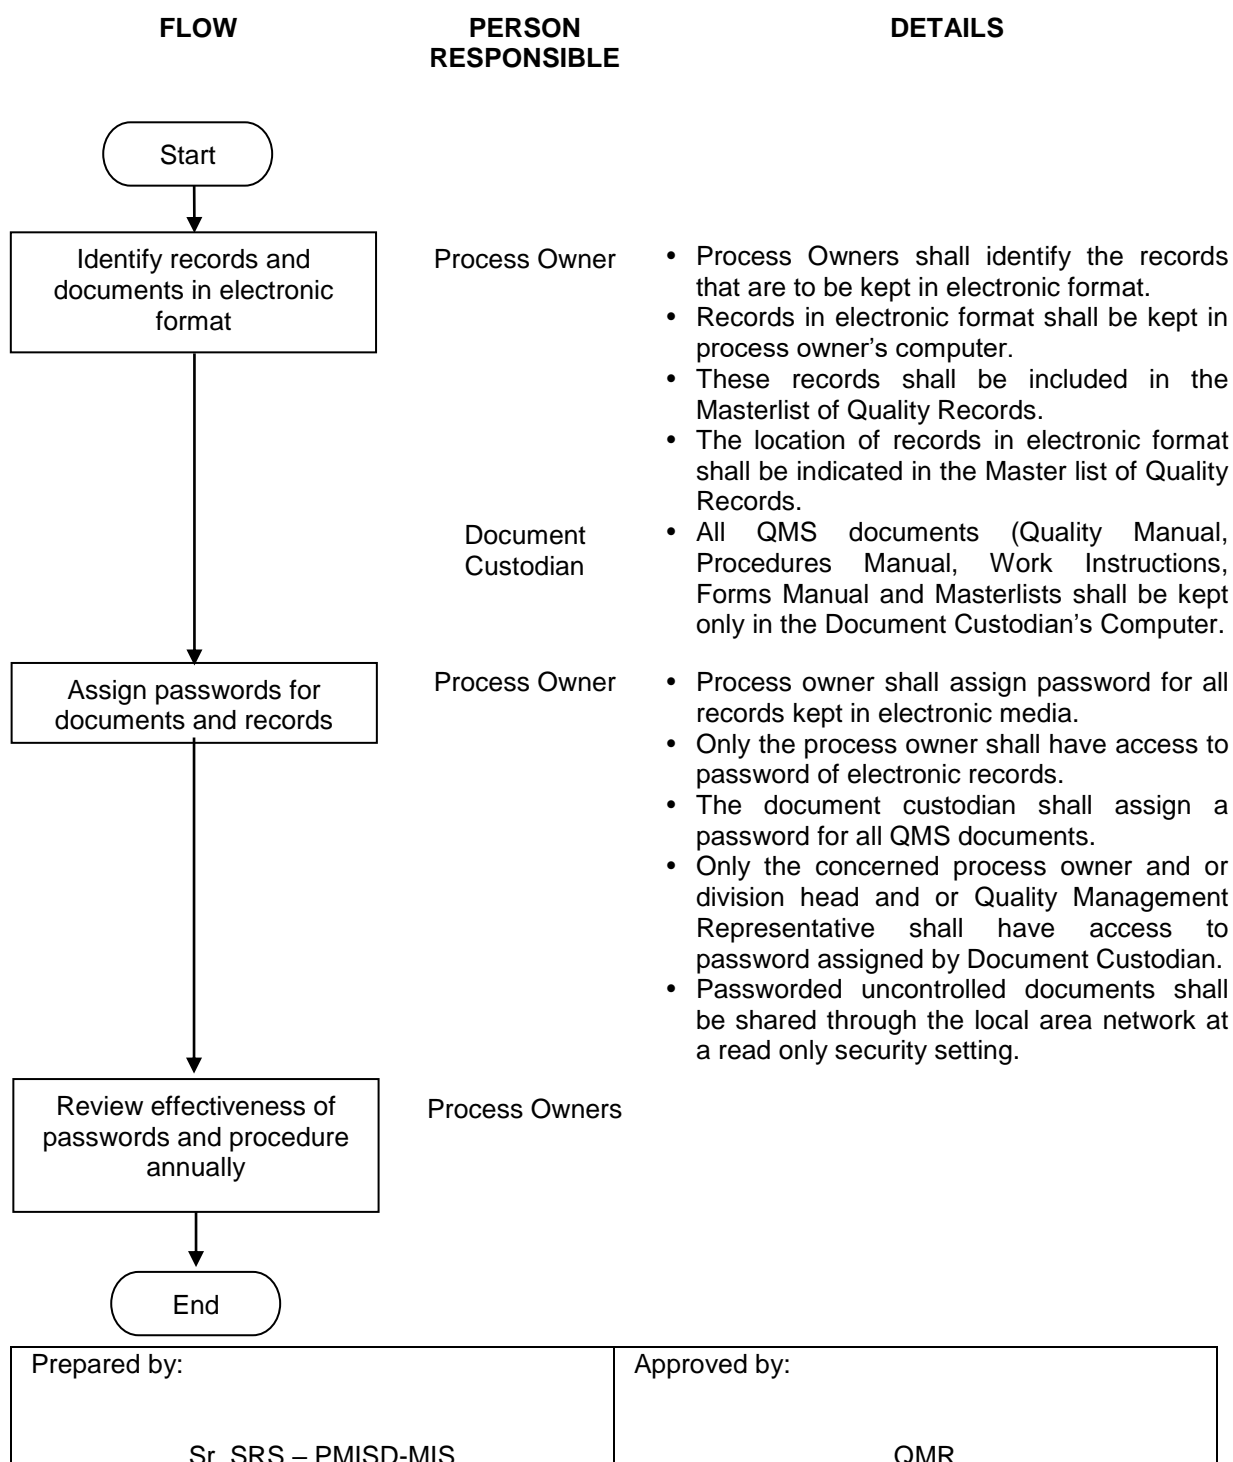 FLOW
PERSON
RESPONSIBLE
DETAILS
Start
Identify records and
documents in electronic
format
Process Owner
• Process Owners shall identify the records
that are to be kept in electronic format.
• Records in electronic format shall be kept in
process owner’s computer.
• These records shall be included in the
Masterlist of Quality Records.
• The location of records in electronic format
shall be indicated in the Master list of Quality
Records.
Document
Custodian
• All QMS documents (Quality Manual,
Procedures Manual, Work Instructions,
Forms Manual and Masterlists shall be kept
only in the Document Custodian’s Computer.
Assign passwords for
documents and records
Process Owner
• Process owner shall assign password for all
records kept in electronic media.
• Only the process owner shall have access to
password of electronic records.
• The document custodian shall assign a
password for all QMS documents.
• Only the concerned process owner and or
division head and or Quality Management
Representative shall have access to
password assigned by Document Custodian.
• Passworded uncontrolled documents shall
be shared through the local area network at
a read only security setting.
Review effectiveness of
passwords and procedure
annually
Process Owners
End
Prepared by:
Approved by:
Sr. SRS – PMISD-MIS
QMR